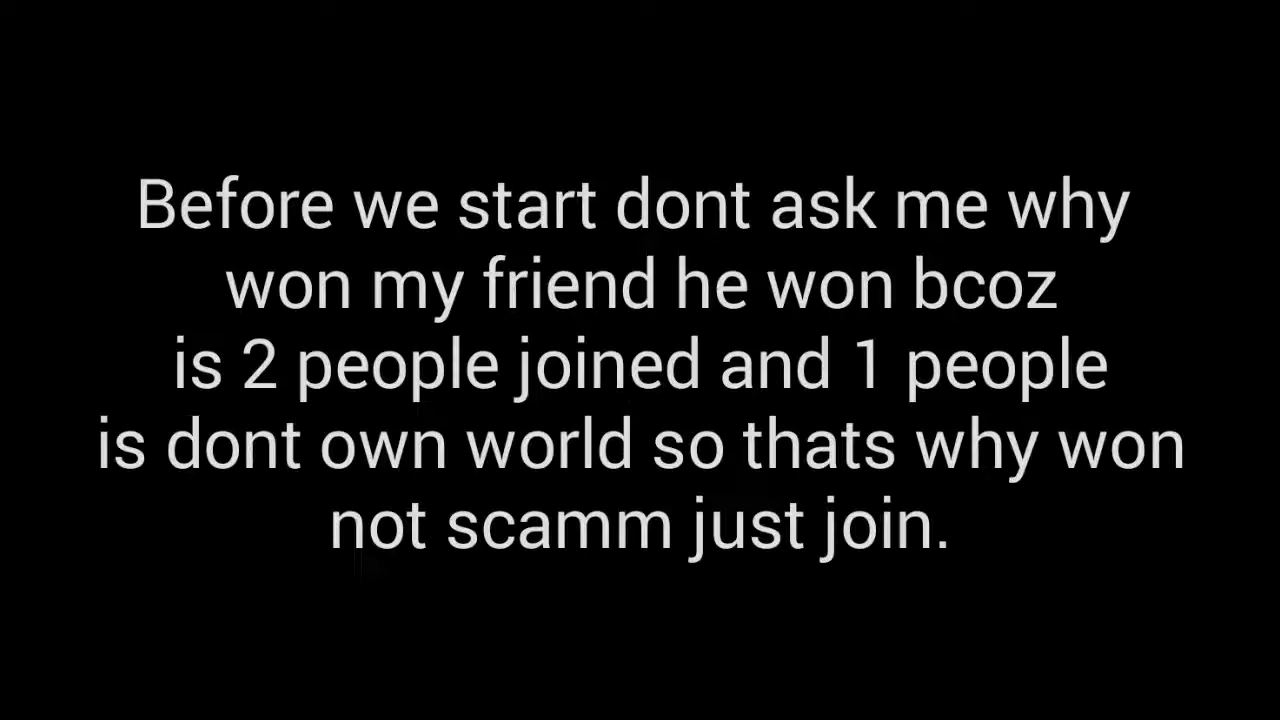 Before we start dont ask me why
won my friend he won bcoz
is 2 people joined and 1 people
is dont own world so thats why won
not scamm just join.